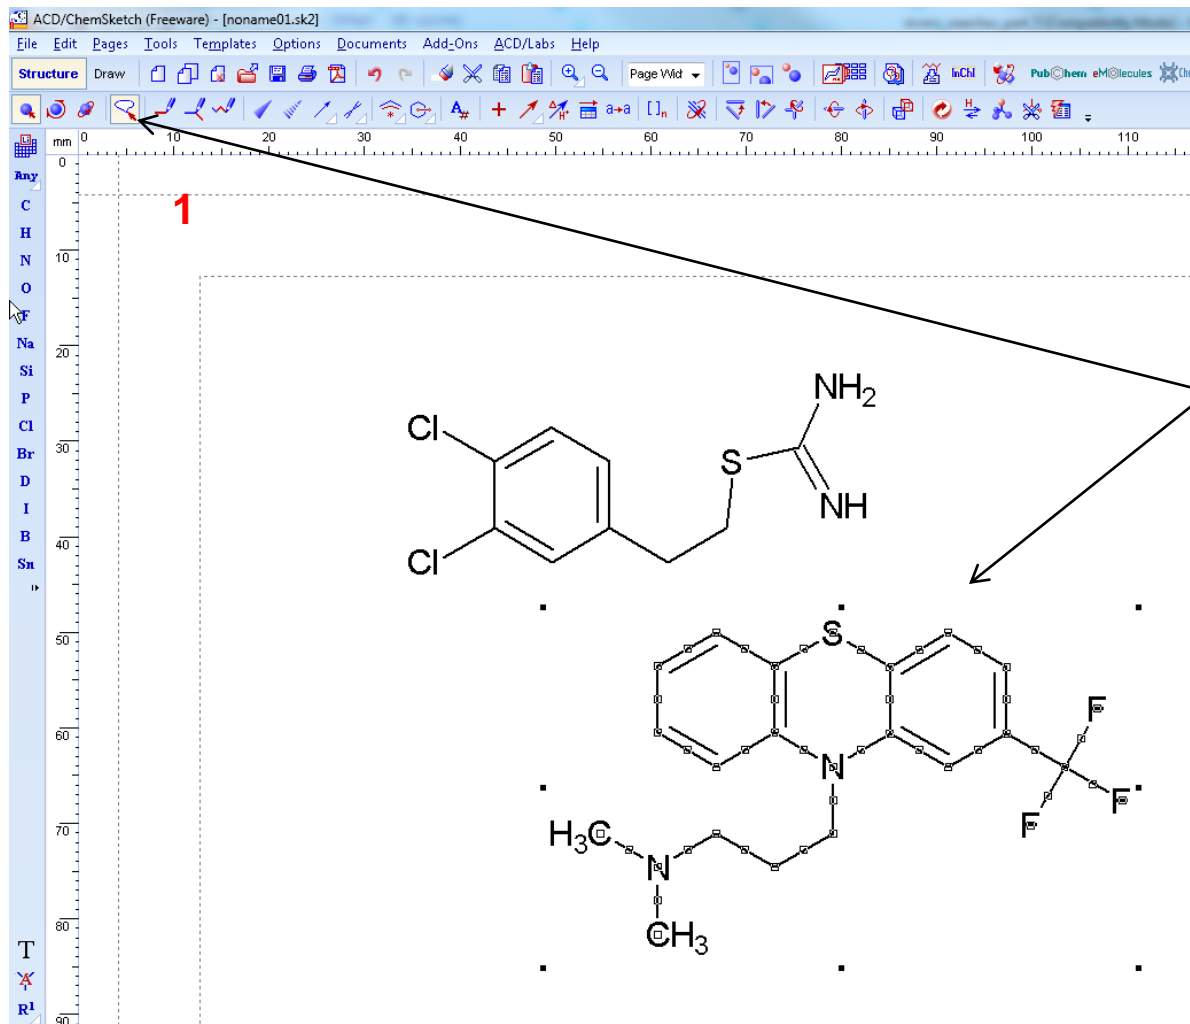 ACD/ChemSketch (Freeware) - [noname01.sk2]
File Edit Pages Tools Templates Options Documents Add-Ons ACD/Labs Help
Structure Draw Page Wid InChI PubChem eMolecules
A# a→a [ ]n H
mm 0 10 20 30 40 50 60 70 80 90 100 110
0
Any
C
1
H
10
N
O
F
Na
20
Si
P
NH2
Cl
Cl
30
Br
S
D
I
NH
B
40
Cl
Sn
50
S
60
F
N
F
F
70
H3C
N
80
CH3
T
A
R1
90